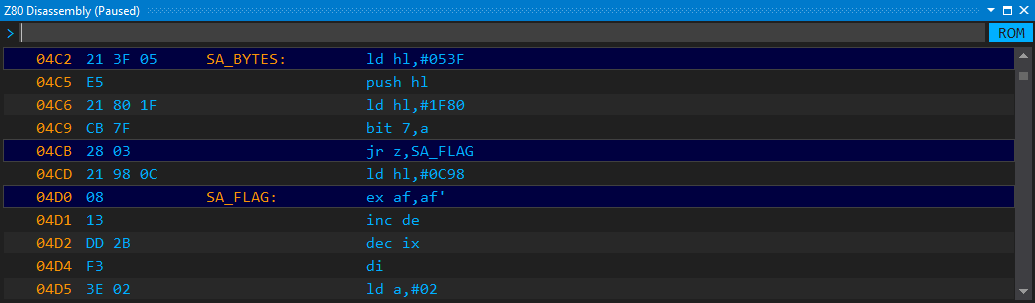 Z80 Disassembly (Paused)
> ROM
04C2 21 3F 05 SA_BYTES: ld hl,#053F
04C5 E5 push hl
04C6 21 80 1F ld hl,#1F80
04C9 CB 7F bit 7,a
04CB 28 03 jr z,SA_FLAG
04CD 21 98 0C ld hl,#0C98
04D0 08 SA_FLAG: ex af,af'
04D1 13 inc de
04D2 DD 2B dec ix
04D4 F3 di
04D5 3E 02 ld a,#02